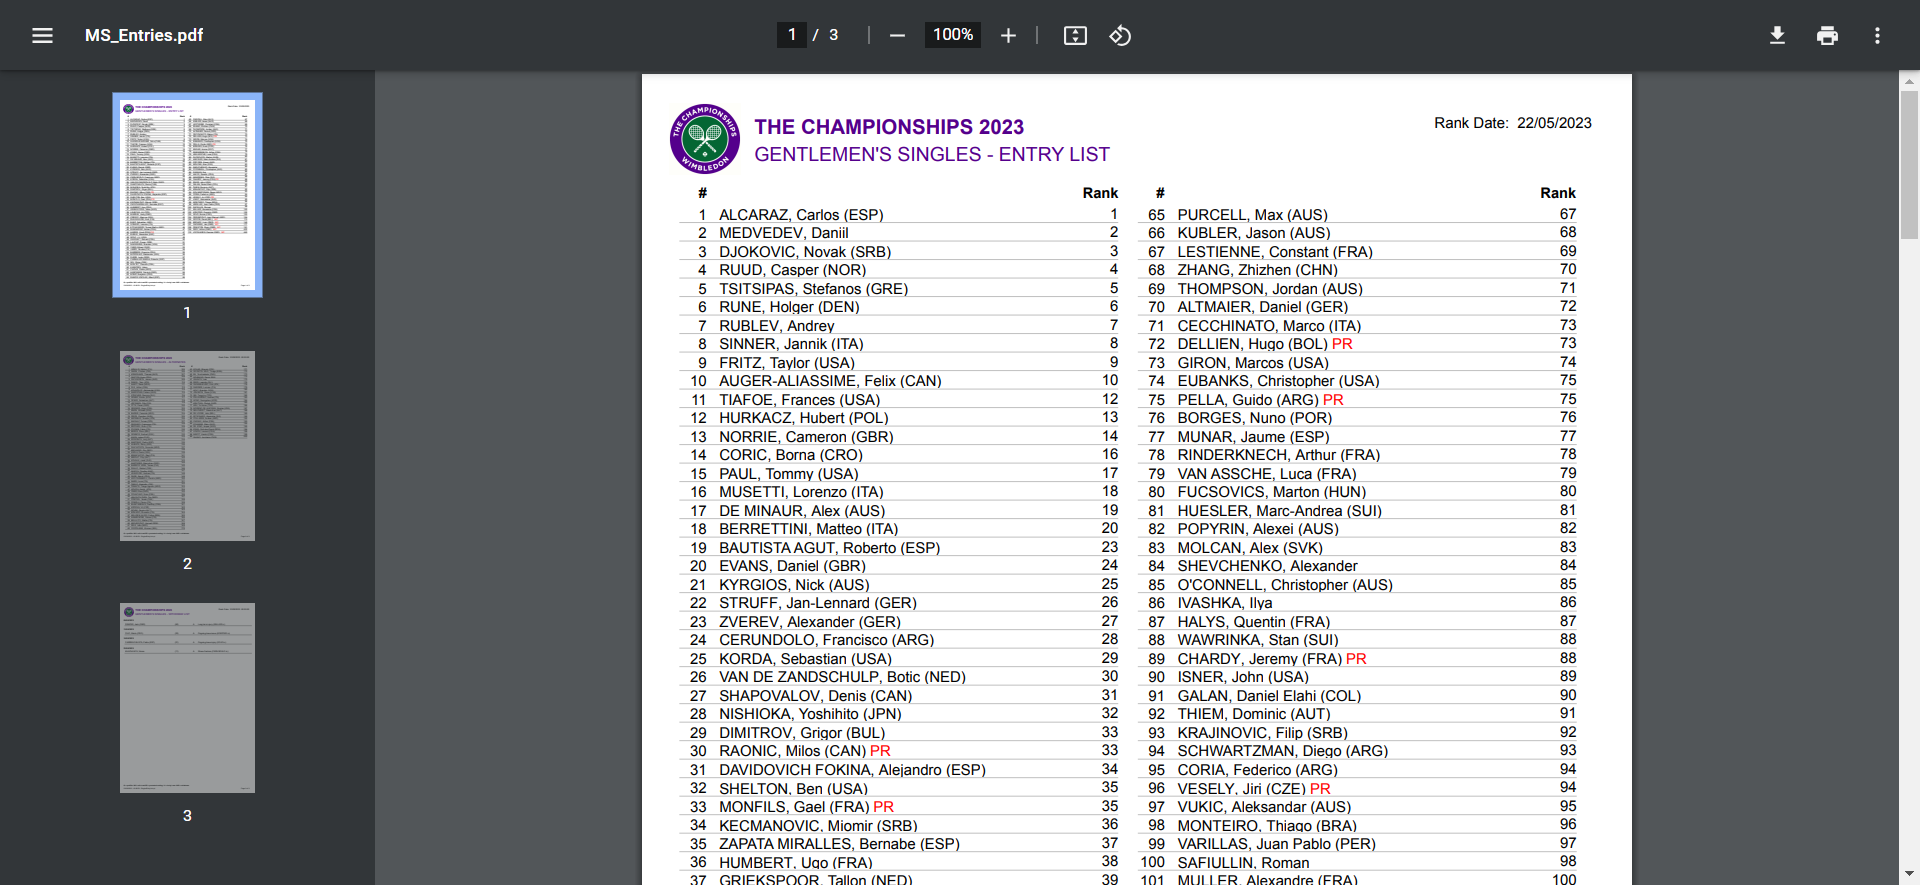 MS_Entries.pdf
1 / 3
100%
1
2
3
THE CHAMPIONSHIPS
WIMBLEDON
THE CHAMPIONSHIPS 2023
GENTLEMEN'S SINGLES - ENTRY LIST
Rank Date: 22/05/2023
# Rank
1 ALCARAZ, Carlos (ESP) 1
2 MEDVEDEV, Daniil 2
3 DJOKOVIC, Novak (SRB) 3
4 RUUD, Casper (NOR) 4
5 TSITSIPAS, Stefanos (GRE) 5
6 RUNE, Holger (DEN) 6
7 RUBLEV, Andrey 7
8 SINNER, Jannik (ITA) 8
9 FRITZ, Taylor (USA) 9
10 AUGER-ALIASSIME, Felix (CAN) 10
11 TIAFOE, Frances (USA) 12
12 HURKACZ, Hubert (POL) 13
13 NORRIE, Cameron (GBR) 14
14 CORIC, Borna (CRO) 16
15 PAUL, Tommy (USA) 17
16 MUSETTI, Lorenzo (ITA) 18
17 DE MINAUR, Alex (AUS) 19
18 BERRETTINI, Matteo (ITA) 20
19 BAUTISTA AGUT, Roberto (ESP) 23
20 EVANS, Daniel (GBR) 24
21 KYRGIOS, Nick (AUS) 25
22 STRUFF, Jan-Lennard (GER) 26
23 ZVEREV, Alexander (GER) 27
24 CERUNDOLO, Francisco (ARG) 28
25 KORDA, Sebastian (USA) 29
26 VAN DE ZANDSCHULP, Botic (NED) 30
27 SHAPOVALOV, Denis (CAN) 31
28 NISHIOKA, Yoshihito (JPN) 32
29 DIMITROV, Grigor (BUL) 33
30 RAONIC, Milos (CAN) PR 33
31 DAVIDOVICH FOKINA, Alejandro (ESP) 34
32 SHELTON, Ben (USA) 35
33 MONFILS, Gael (FRA) PR 35
34 KECMANOVIC, Miomir (SRB) 36
35 ZAPATA MIRALLES, Bernabe (ESP) 37
36 HUMBERT, Ugo (FRA) 38
37 GRIEKSPOOR, Tallon (NED) 39
# Rank
65 PURCELL, Max (AUS) 67
66 KUBLER, Jason (AUS) 68
67 LESTIENNE, Constant (FRA) 69
68 ZHANG, Zhizhen (CHN) 70
69 THOMPSON, Jordan (AUS) 71
70 ALTMAIER, Daniel (GER) 72
71 CECCHINATO, Marco (ITA) 73
72 DELLIEN, Hugo (BOL) PR 73
73 GIRON, Marcos (USA) 74
74 EUBANKS, Christopher (USA) 75
75 PELLA, Guido (ARG) PR 75
76 BORGES, Nuno (POR) 76
77 MUNAR, Jaume (ESP) 77
78 RINDERKNECH, Arthur (FRA) 78
79 VAN ASSCHE, Luca (FRA) 79
80 FUCSOVICS, Marton (HUN) 80
81 HUESLER, Marc-Andrea (SUI) 81
82 POPYRIN, Alexei (AUS) 82
83 MOLCAN, Alex (SVK) 83
84 SHEVCHENKO, Alexander 84
85 O'CONNELL, Christopher (AUS) 85
86 IVASHKA, Ilya 86
87 HALYS, Quentin (FRA) 87
88 WAWRINKA, Stan (SUI) 88
89 CHARDY, Jeremy (FRA) PR 88
90 ISNER, John (USA) 89
91 GALAN, Daniel Elahi (COL) 90
92 THIEM, Dominic (AUT) 91
93 KRAJINOVIC, Filip (SRB) 92
94 SCHWARTZMAN, Diego (ARG) 93
95 CORIA, Federico (ARG) 94
96 VESELY, Jiri (CZE) PR 94
97 VUKIC, Aleksandar (AUS) 95
98 MONTEIRO, Thiago (BRA) 96
99 VARILLAS, Juan Pablo (PER) 97
100 SAFIULLIN, Roman 98
101 MULLER, Alexandre (FRA) 100